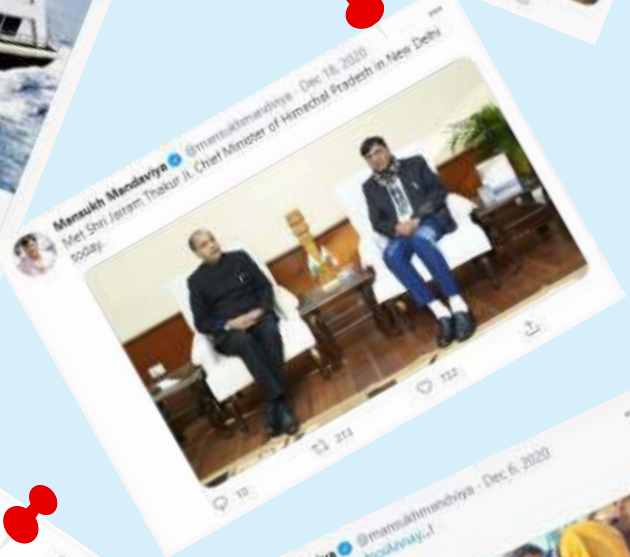 Mansukh Mandaviya @mansukhmandviya · Dec 18, 2020
Met Shri Jairam Thakur Ji, Chief Minister of Himachal Pradesh in New Delhi
today.
10
213
722
@mansukhmandviya · Dec 6, 2020